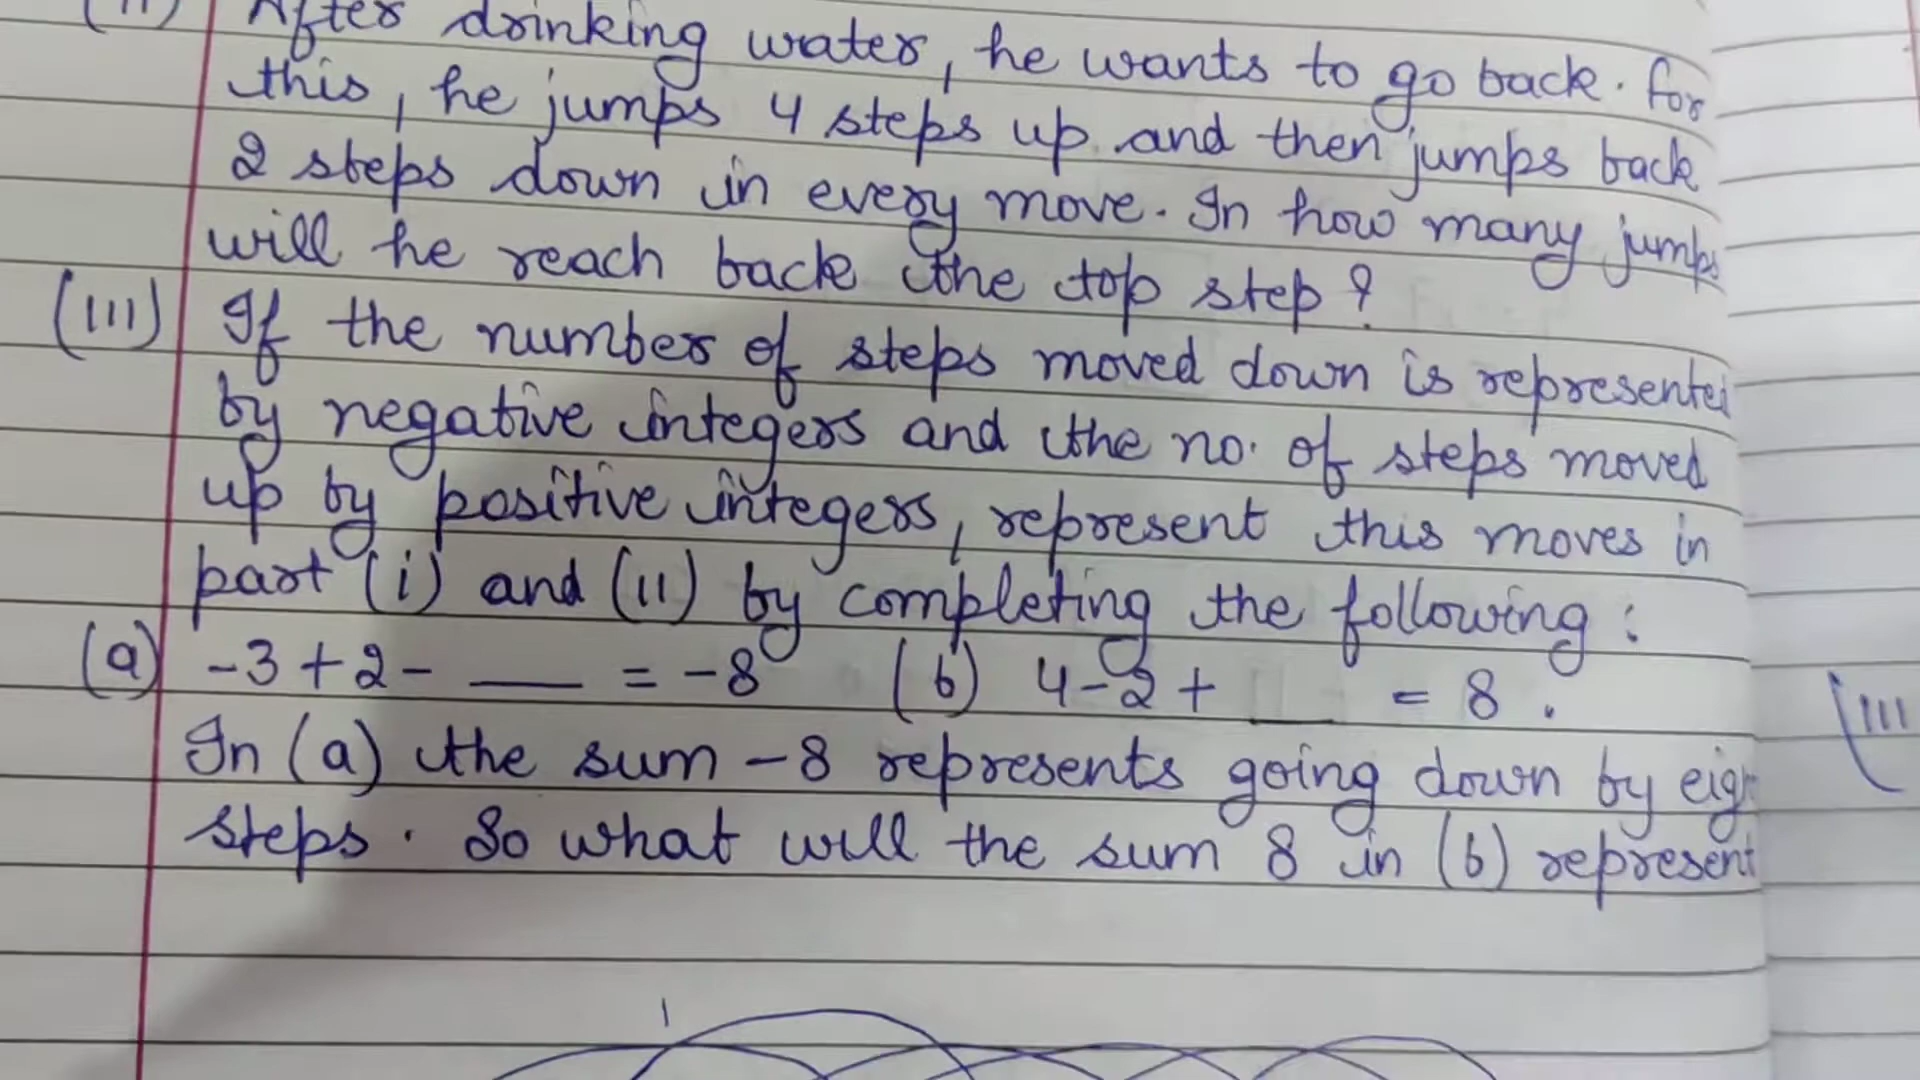 (ii) After drinking water, he wants to go back. for
this, he jumps 4 steps up and then jumps back
2 steps down in every move. In how many jumps
will he reach back the top step?
(iii) If the number of steps moved down is represented
by negative integers and the no. of steps moved
up by positive integers, represent this moves in
part (i) and (ii) by completing the following:
(a) -3+2- ___ = -8 (b) 4-2+ ___ = 8.
In (a) the sum -8 represents going down by eig
steps. So what will the sum 8 in (b) represent
(iii